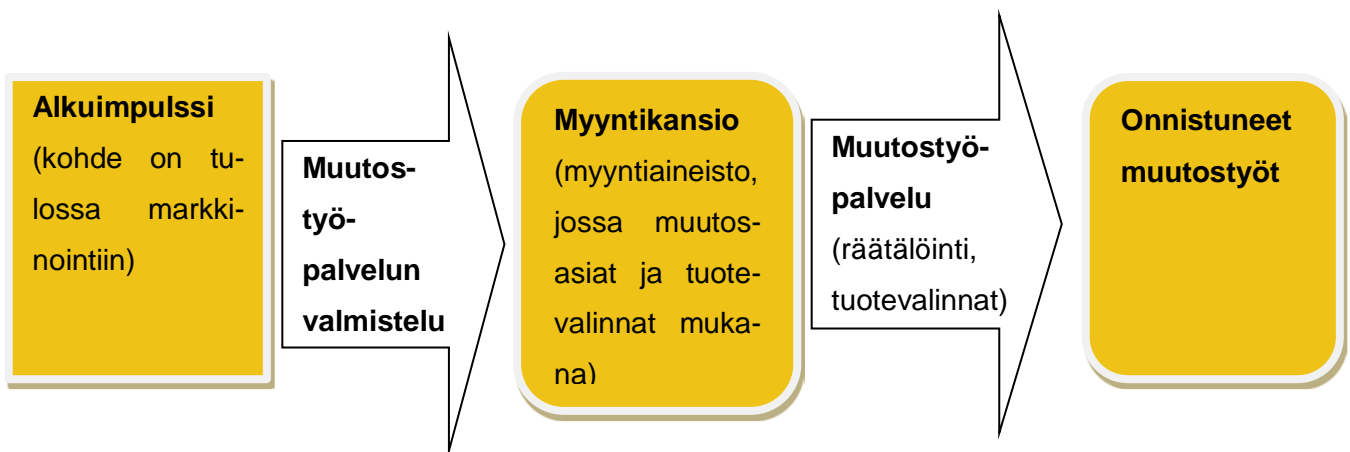 Alkuimpulssi
(kohde on tu-
lossa markki-
nointiin)
Muutos-
työ-
palvelun
valmistelu
Myyntikansio
(myyntiaineisto,
jossa muutos-
asiat ja tuote-
valinnat muka-
na)
Muutostyö-
palvelu
(räätälöinti,
tuotevalinnat)
Onnistuneet
muutostyöt